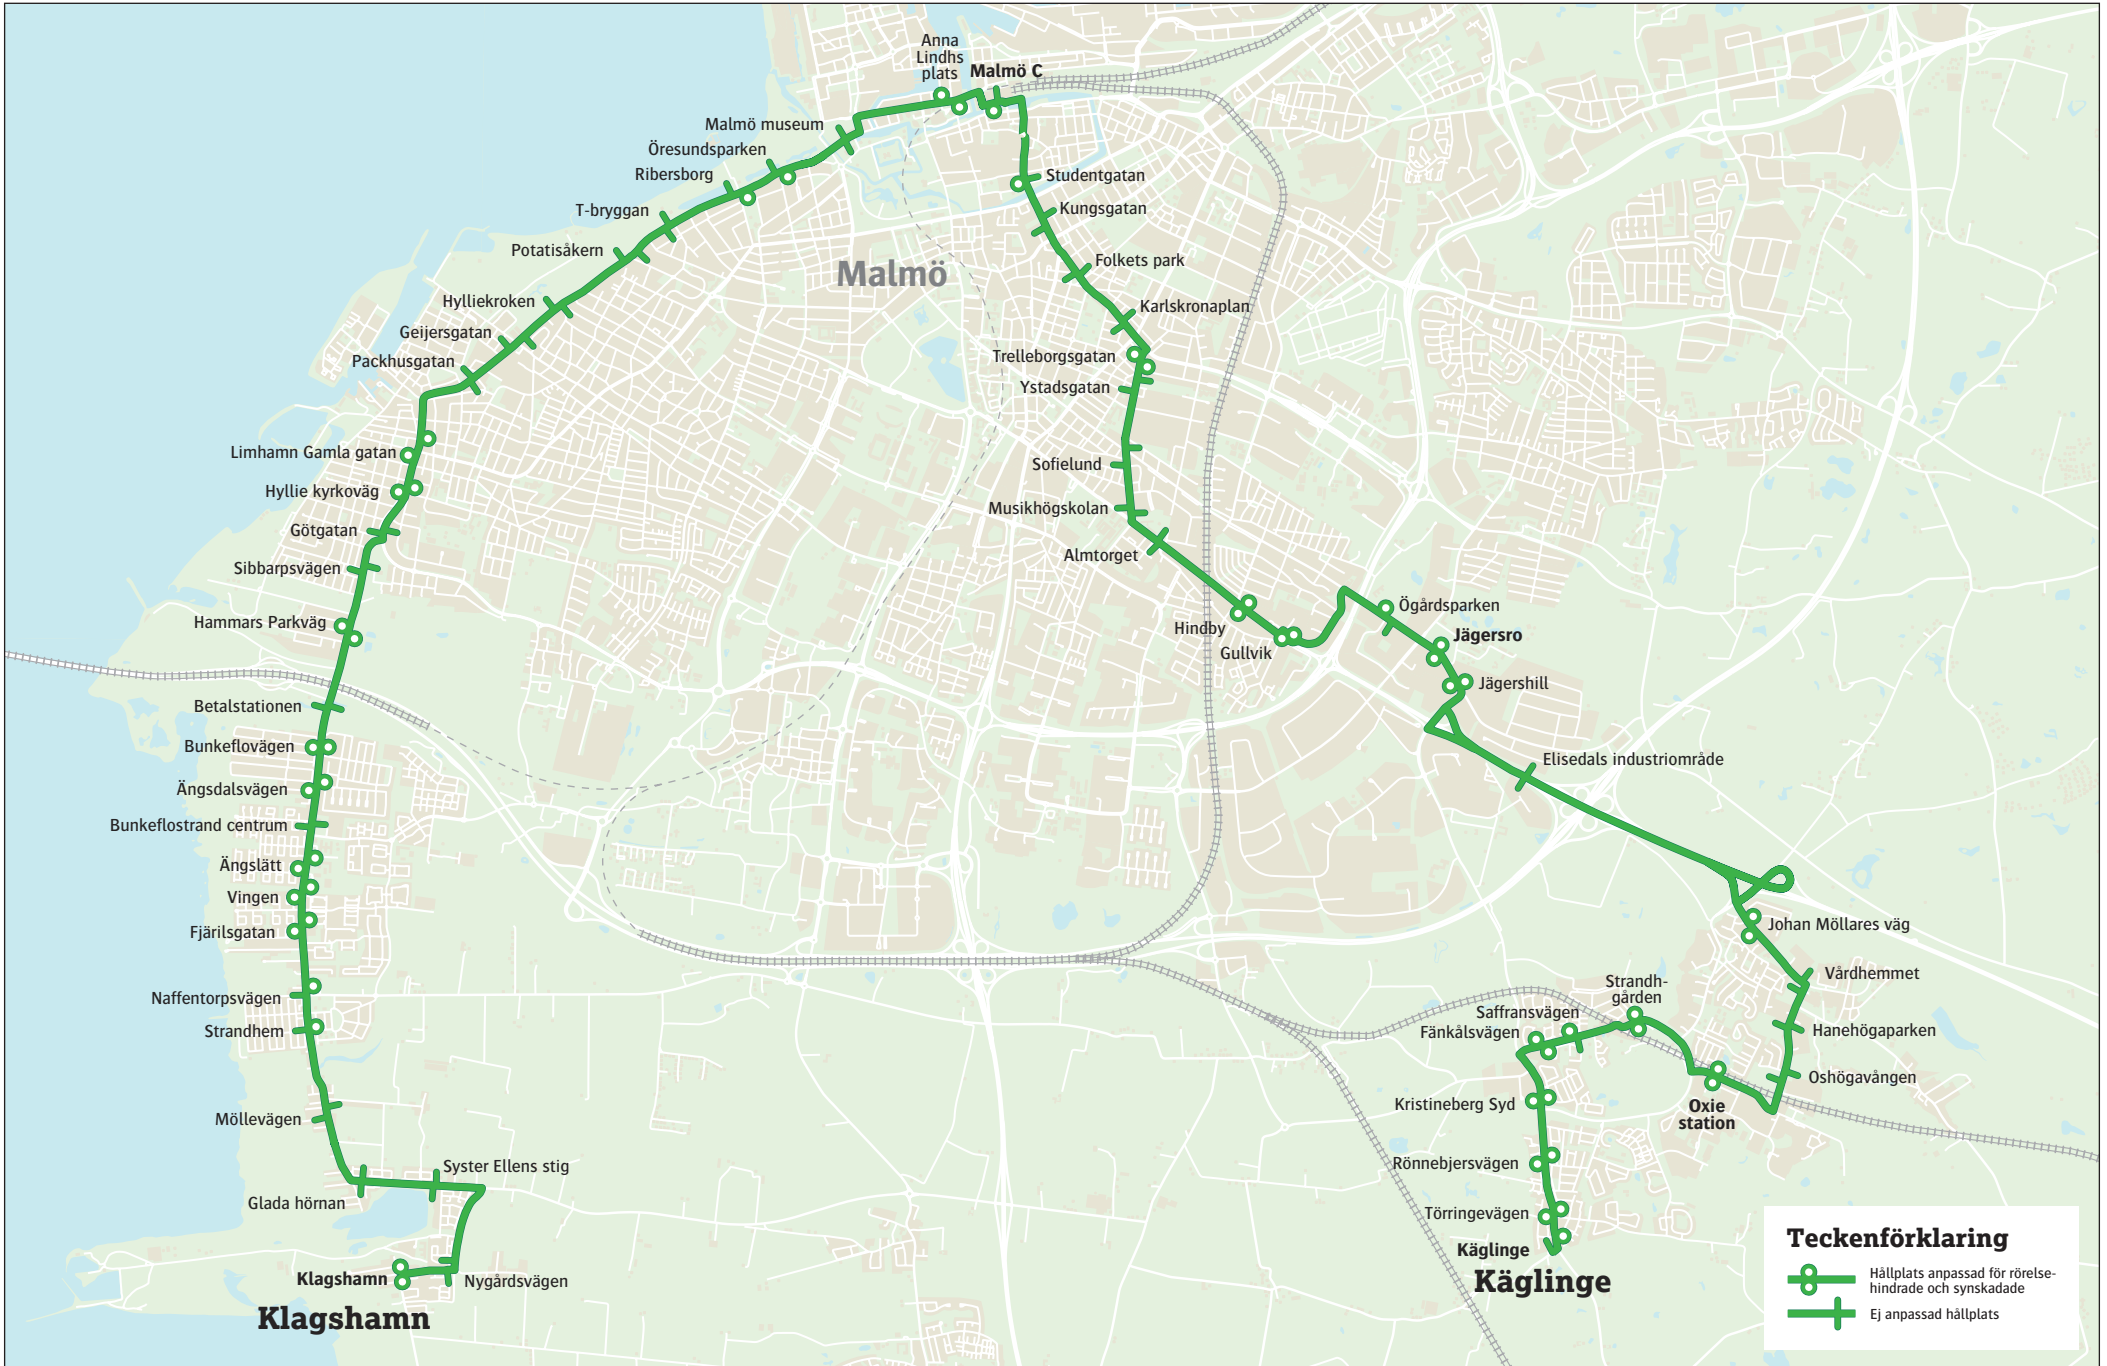 Anna
Lindhs
plats
Malmö C
Malmö museum
Öresundsparken
Ribersborg
T-bryggan
Potatisåkern
Hylliekroken
Geijersgatan
Packhusgatan
Limhamn Gamla gatan
Hyllie kyrkoväg
Götgatan
Sibbarpsvägen
Hammars Parkväg
Betalstationen
Bunkeflovägen
Ängsdalsvägen
Bunkeflostrand centrum
Ängslätt
Vingen
Fjärilsgatan
Naffentorpsvägen
Strandhem
Möllevägen
Glada hörnan
Syster Ellens stig
Nygårdsvägen
Klagshamn
Klagshamn
Malmö
Studentgatan
Kungsgatan
Folkets park
Karlskronaplan
Trelleborgsgatan
Ystadsgatan
Sofielund
Musikhögskolan
Almtorget
Hindby
Gullvik
Ögårdsparken
Jägersro
Jägershill
Elisedals industriområde
Johan Möllares väg
Vårdhemmet
Hanehögaparken
Oshögavången
Oxie
station
Strandh-
gården
Saffransvägen
Fänkålsvägen
Kristineberg Syd
Rönnebjersvägen
Törringevägen
Käglinge
Käglinge
Teckenförklaring
Hållplats anpassad för rörelse-
hindrade och synskadade
Ej anpassad hållplats